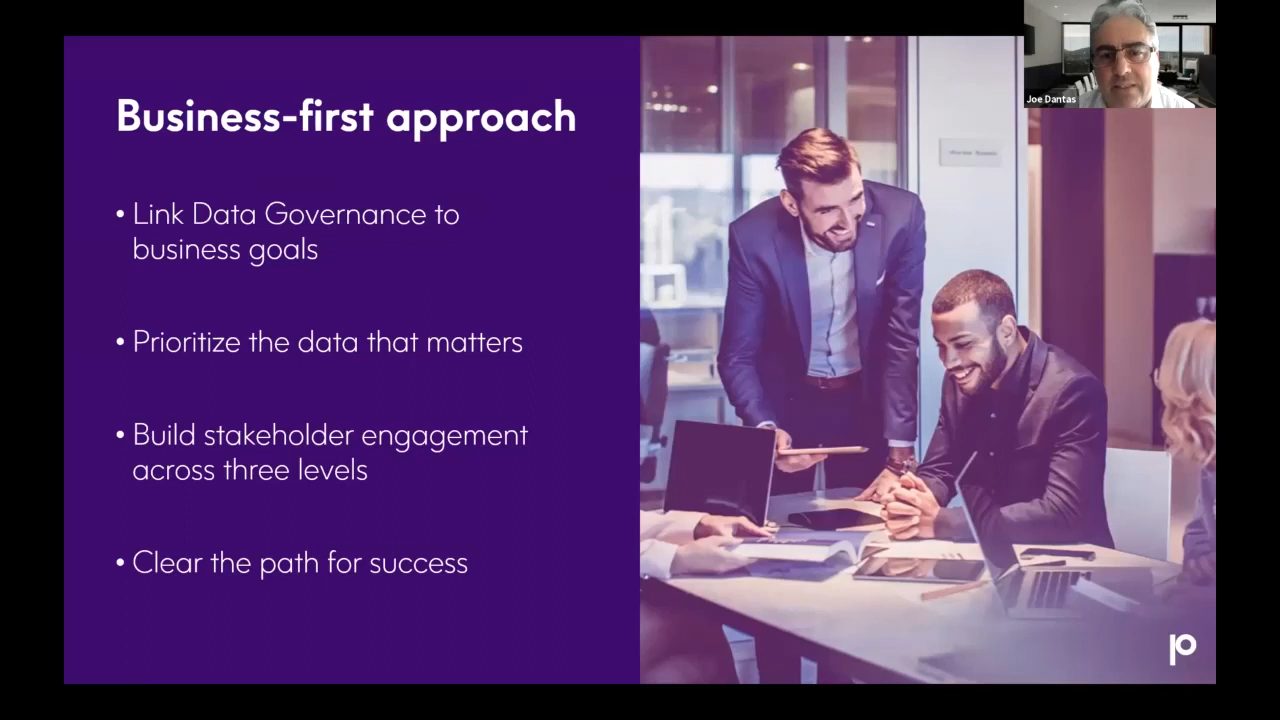 Business-first approach
• Link Data Governance to
business goals
• Prioritize the data that matters
• Build stakeholder engagement
across three levels
• Clear the path for success
Joe Dantas